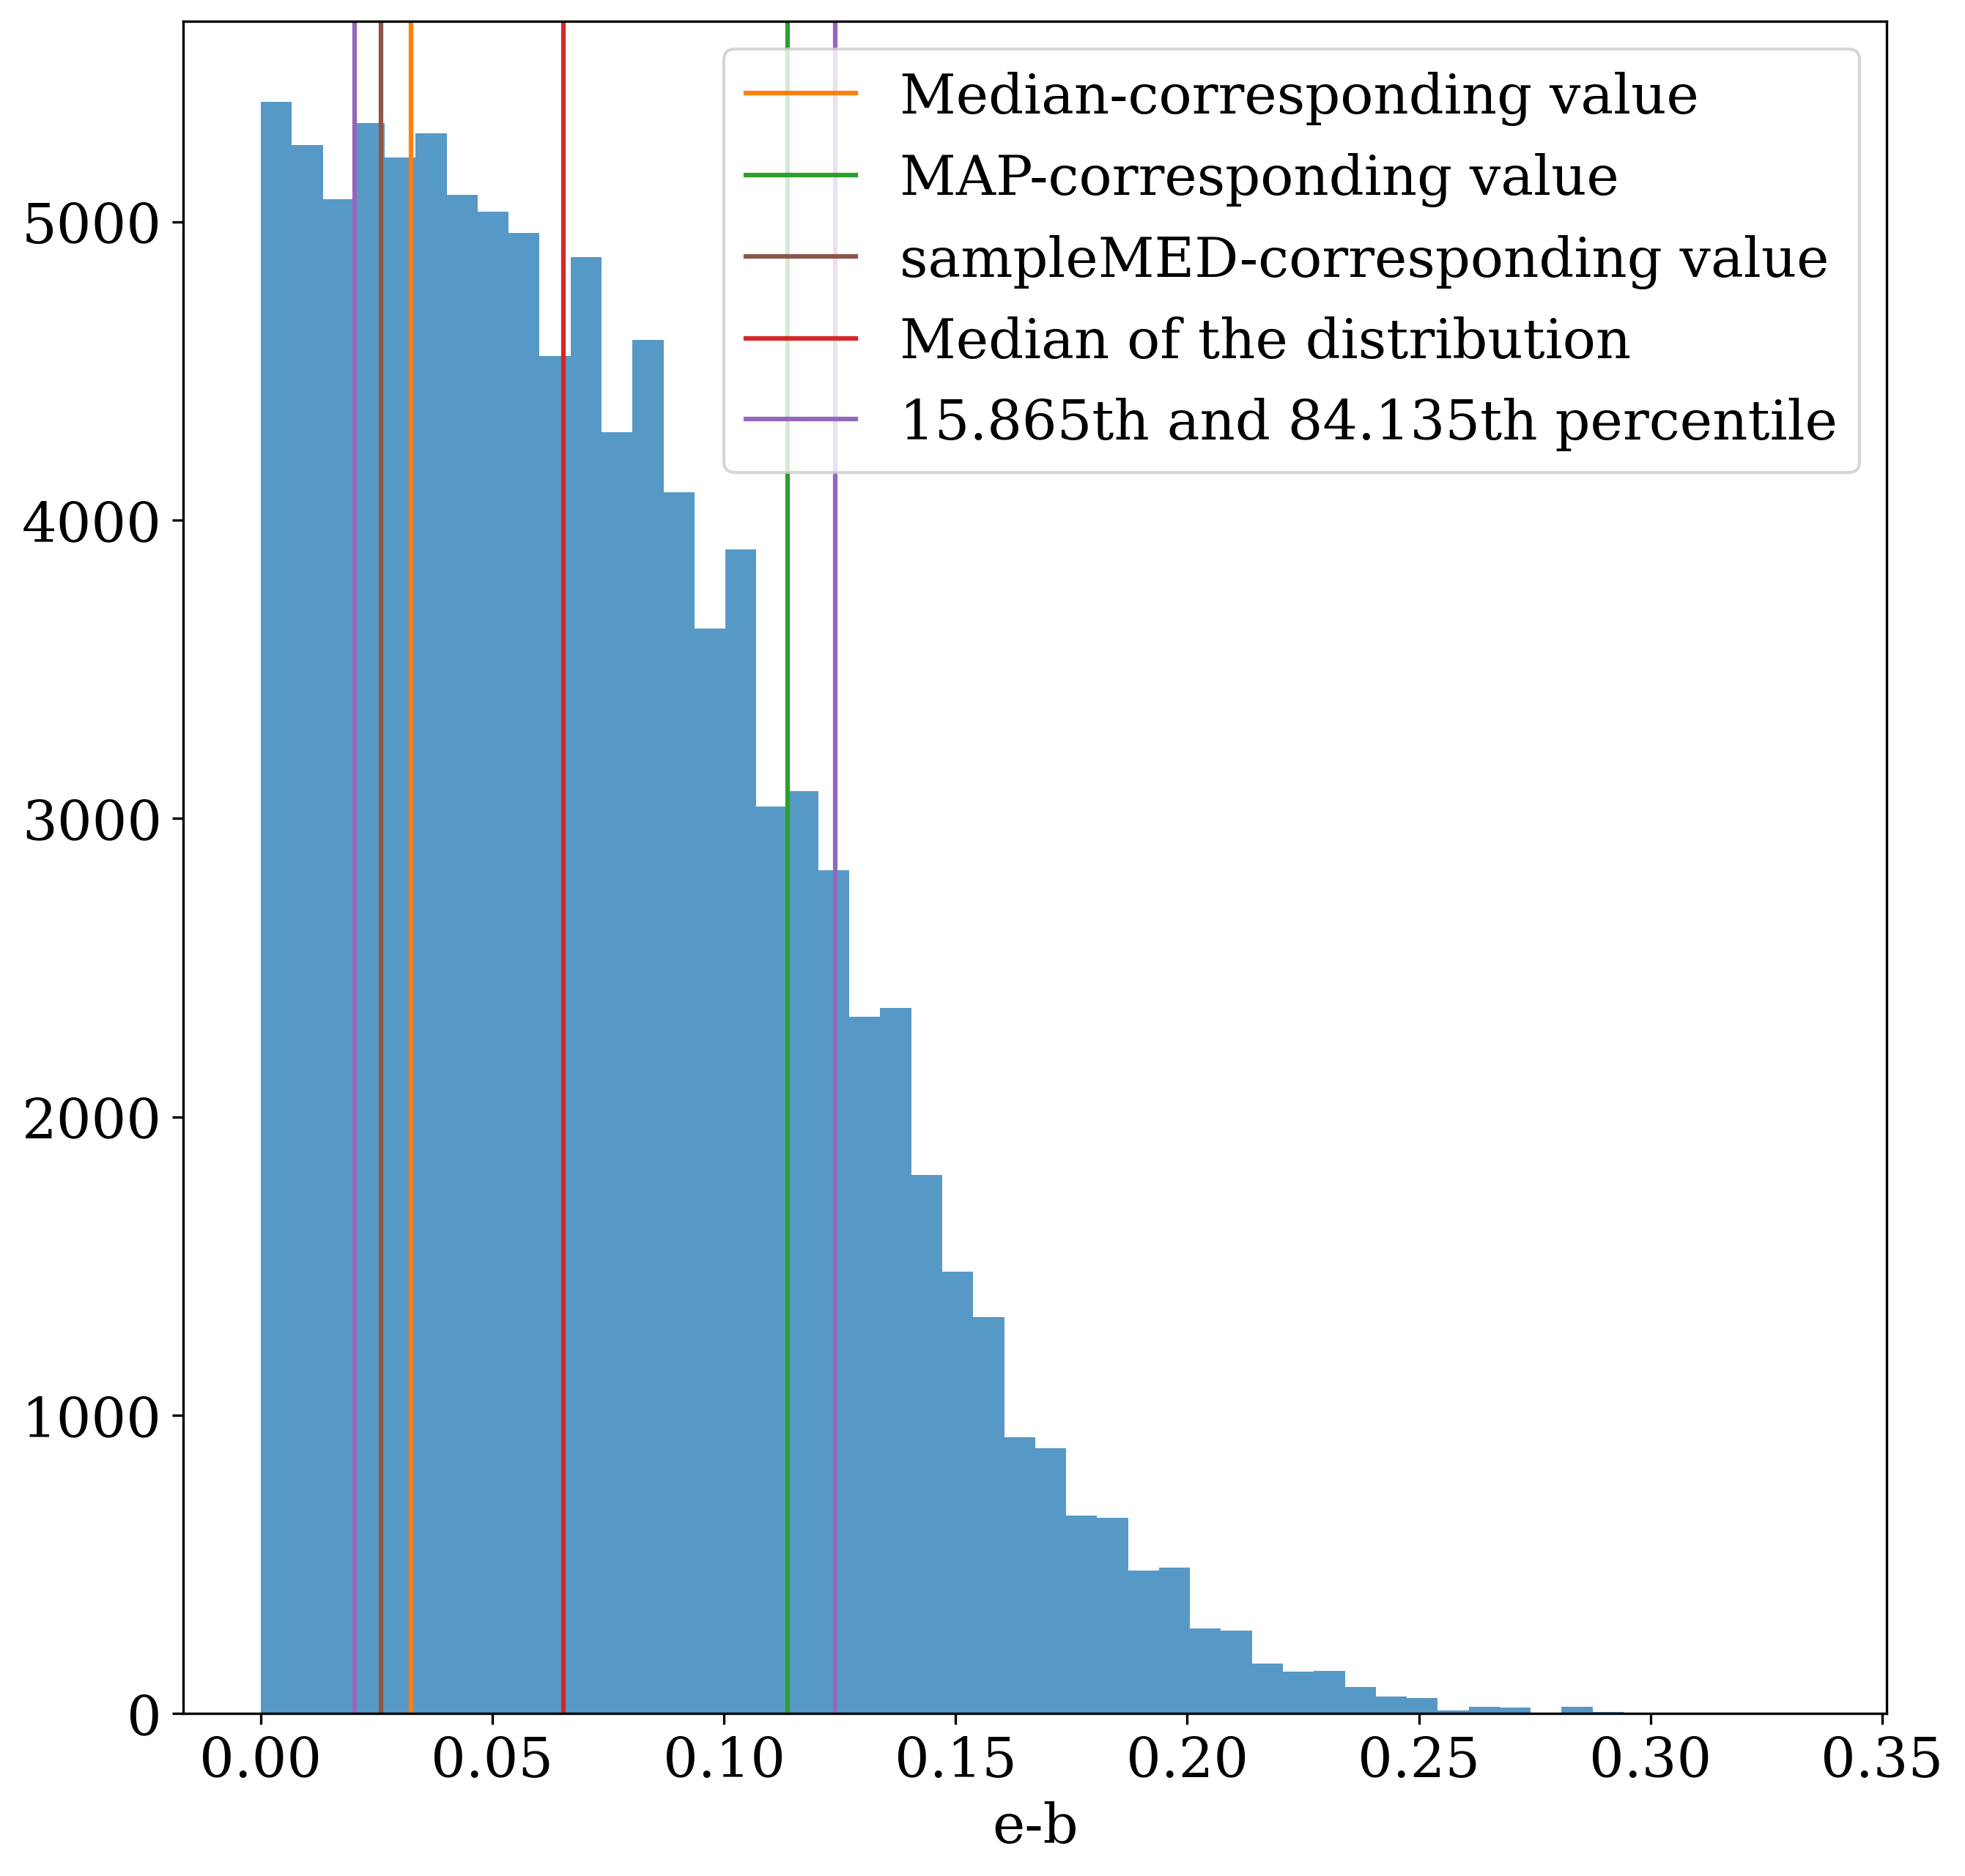 Median-corresponding value
MAP-corresponding value
sampleMED-corresponding value
Median of the distribution
15.865th and 84.135th percentile
5000
4000
3000
2000
1000
0
0.00 0.05 0.10 0.15 0.20 0.25 0.30 0.35
e-b